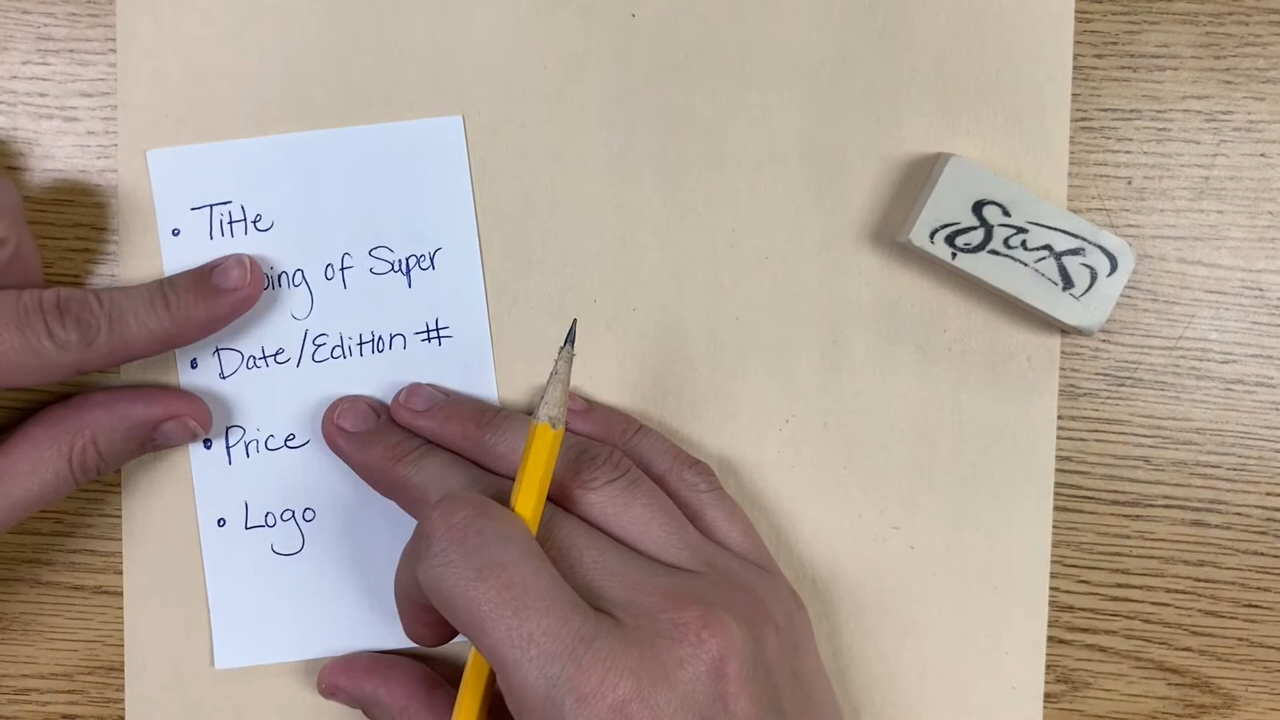 • Title
of Super
• Date/Edition #
• Price
• Logo
Sax